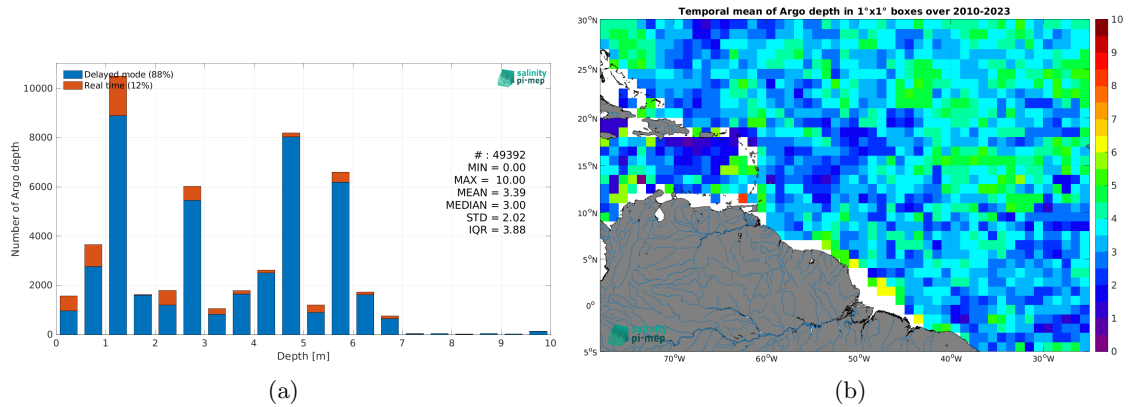 Delayed mode (88%)
Real time (12%)
salinity
pi-mep
10000
8000
6000
4000
2000
0
Number of Argo depth
# : 49392
MIN = 0.00
MAX = 10.00
MEAN = 3.39
MEDIAN = 3.00
STD = 2.02
IQR = 3.88
0 1 2 3 4 5 6 7 8 9 10
Depth [m]
(a)
Temporal mean of Argo depth in 1°x1° boxes over 2010-2023
30°N
25°N
20°N
15°N
10°N
5°N
0°
5°S
70°W 60°W 50°W 40°W 30°W
salinity
pi-mep
10
9
8
7
6
5
4
3
2
1
0
(b)